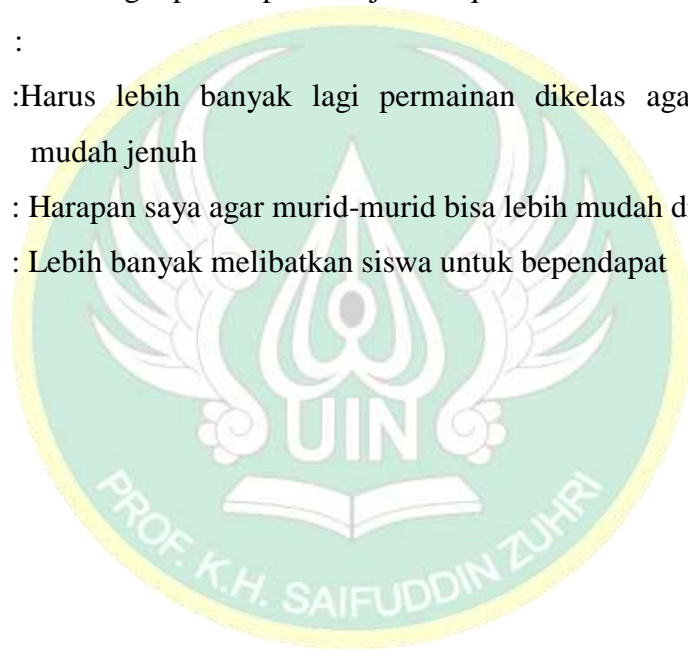 :
:Harus lebih banyak lagi permainan dikelas
mudah jenuh
: Harapan saya agar murid-murid bisa lebih mudah
: Lebih banyak melibatkan siswa untuk bependapat
UIN
PROF. K.H. SAIFUDDIN ZUHRI